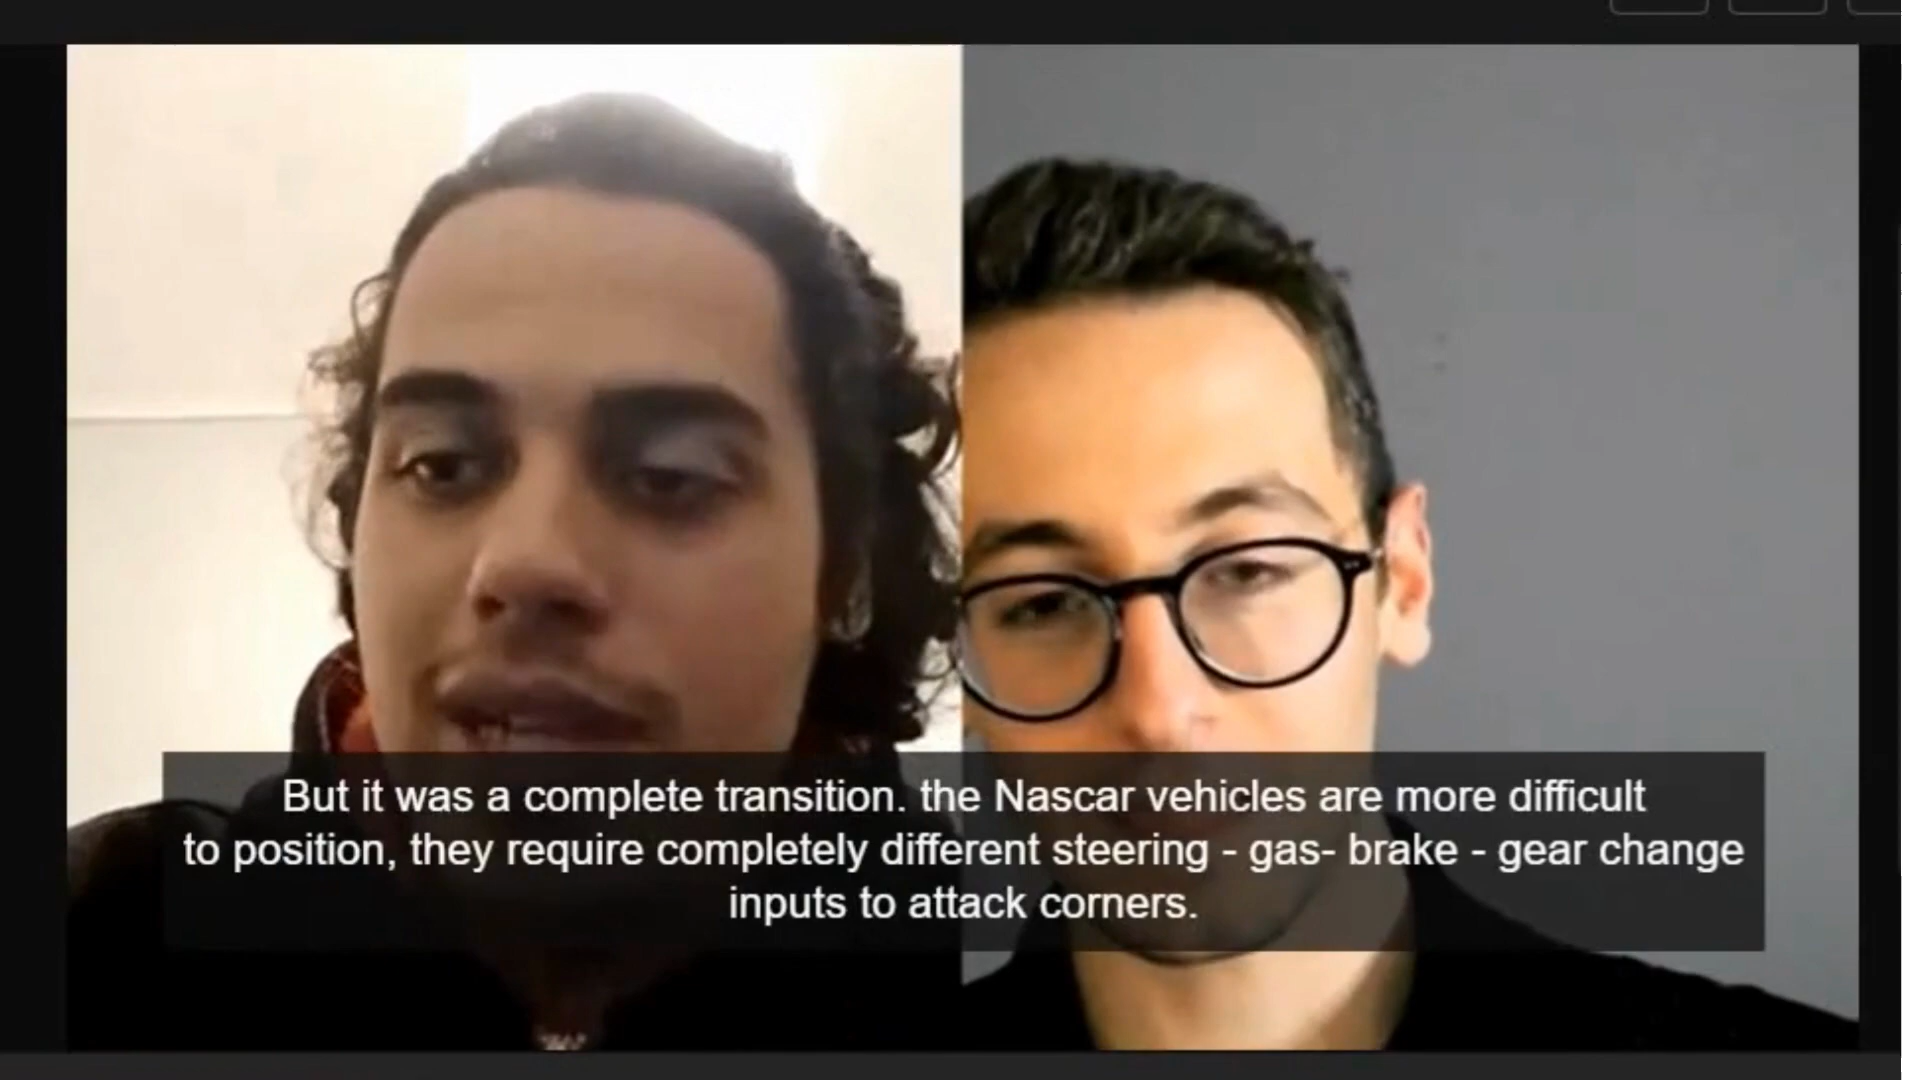 But it was a complete transition. the Nascar vehicles are more difficult
to position, they require completely different steering - gas- brake - gear change
inputs to attack corners.